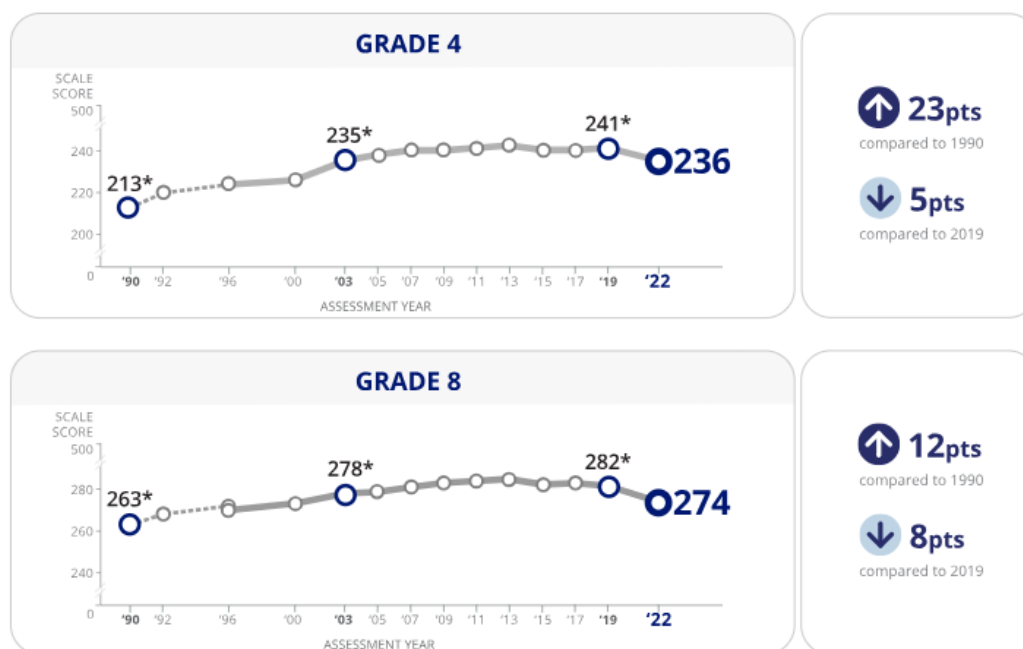 GRADE 4
SCALE
SCORE
500
240
220
200
0
213*
235*
241*
236
'90 '92 '96 '00 '03 '05 '07 '09 '11 '13 '15 '17 '19 '22
ASSESSMENT YEAR
23pts
compared to 1990
5pts
compared to 2019
GRADE 8
SCALE
SCORE
500
280
260
240
0
263*
278*
282*
274
'90 '92 '96 '00 '03 '05 '07 '09 '11 '13 '15 '17 '19 '22
ASSESSMENT YEAR
12pts
compared to 1990
8pts
compared to 2019